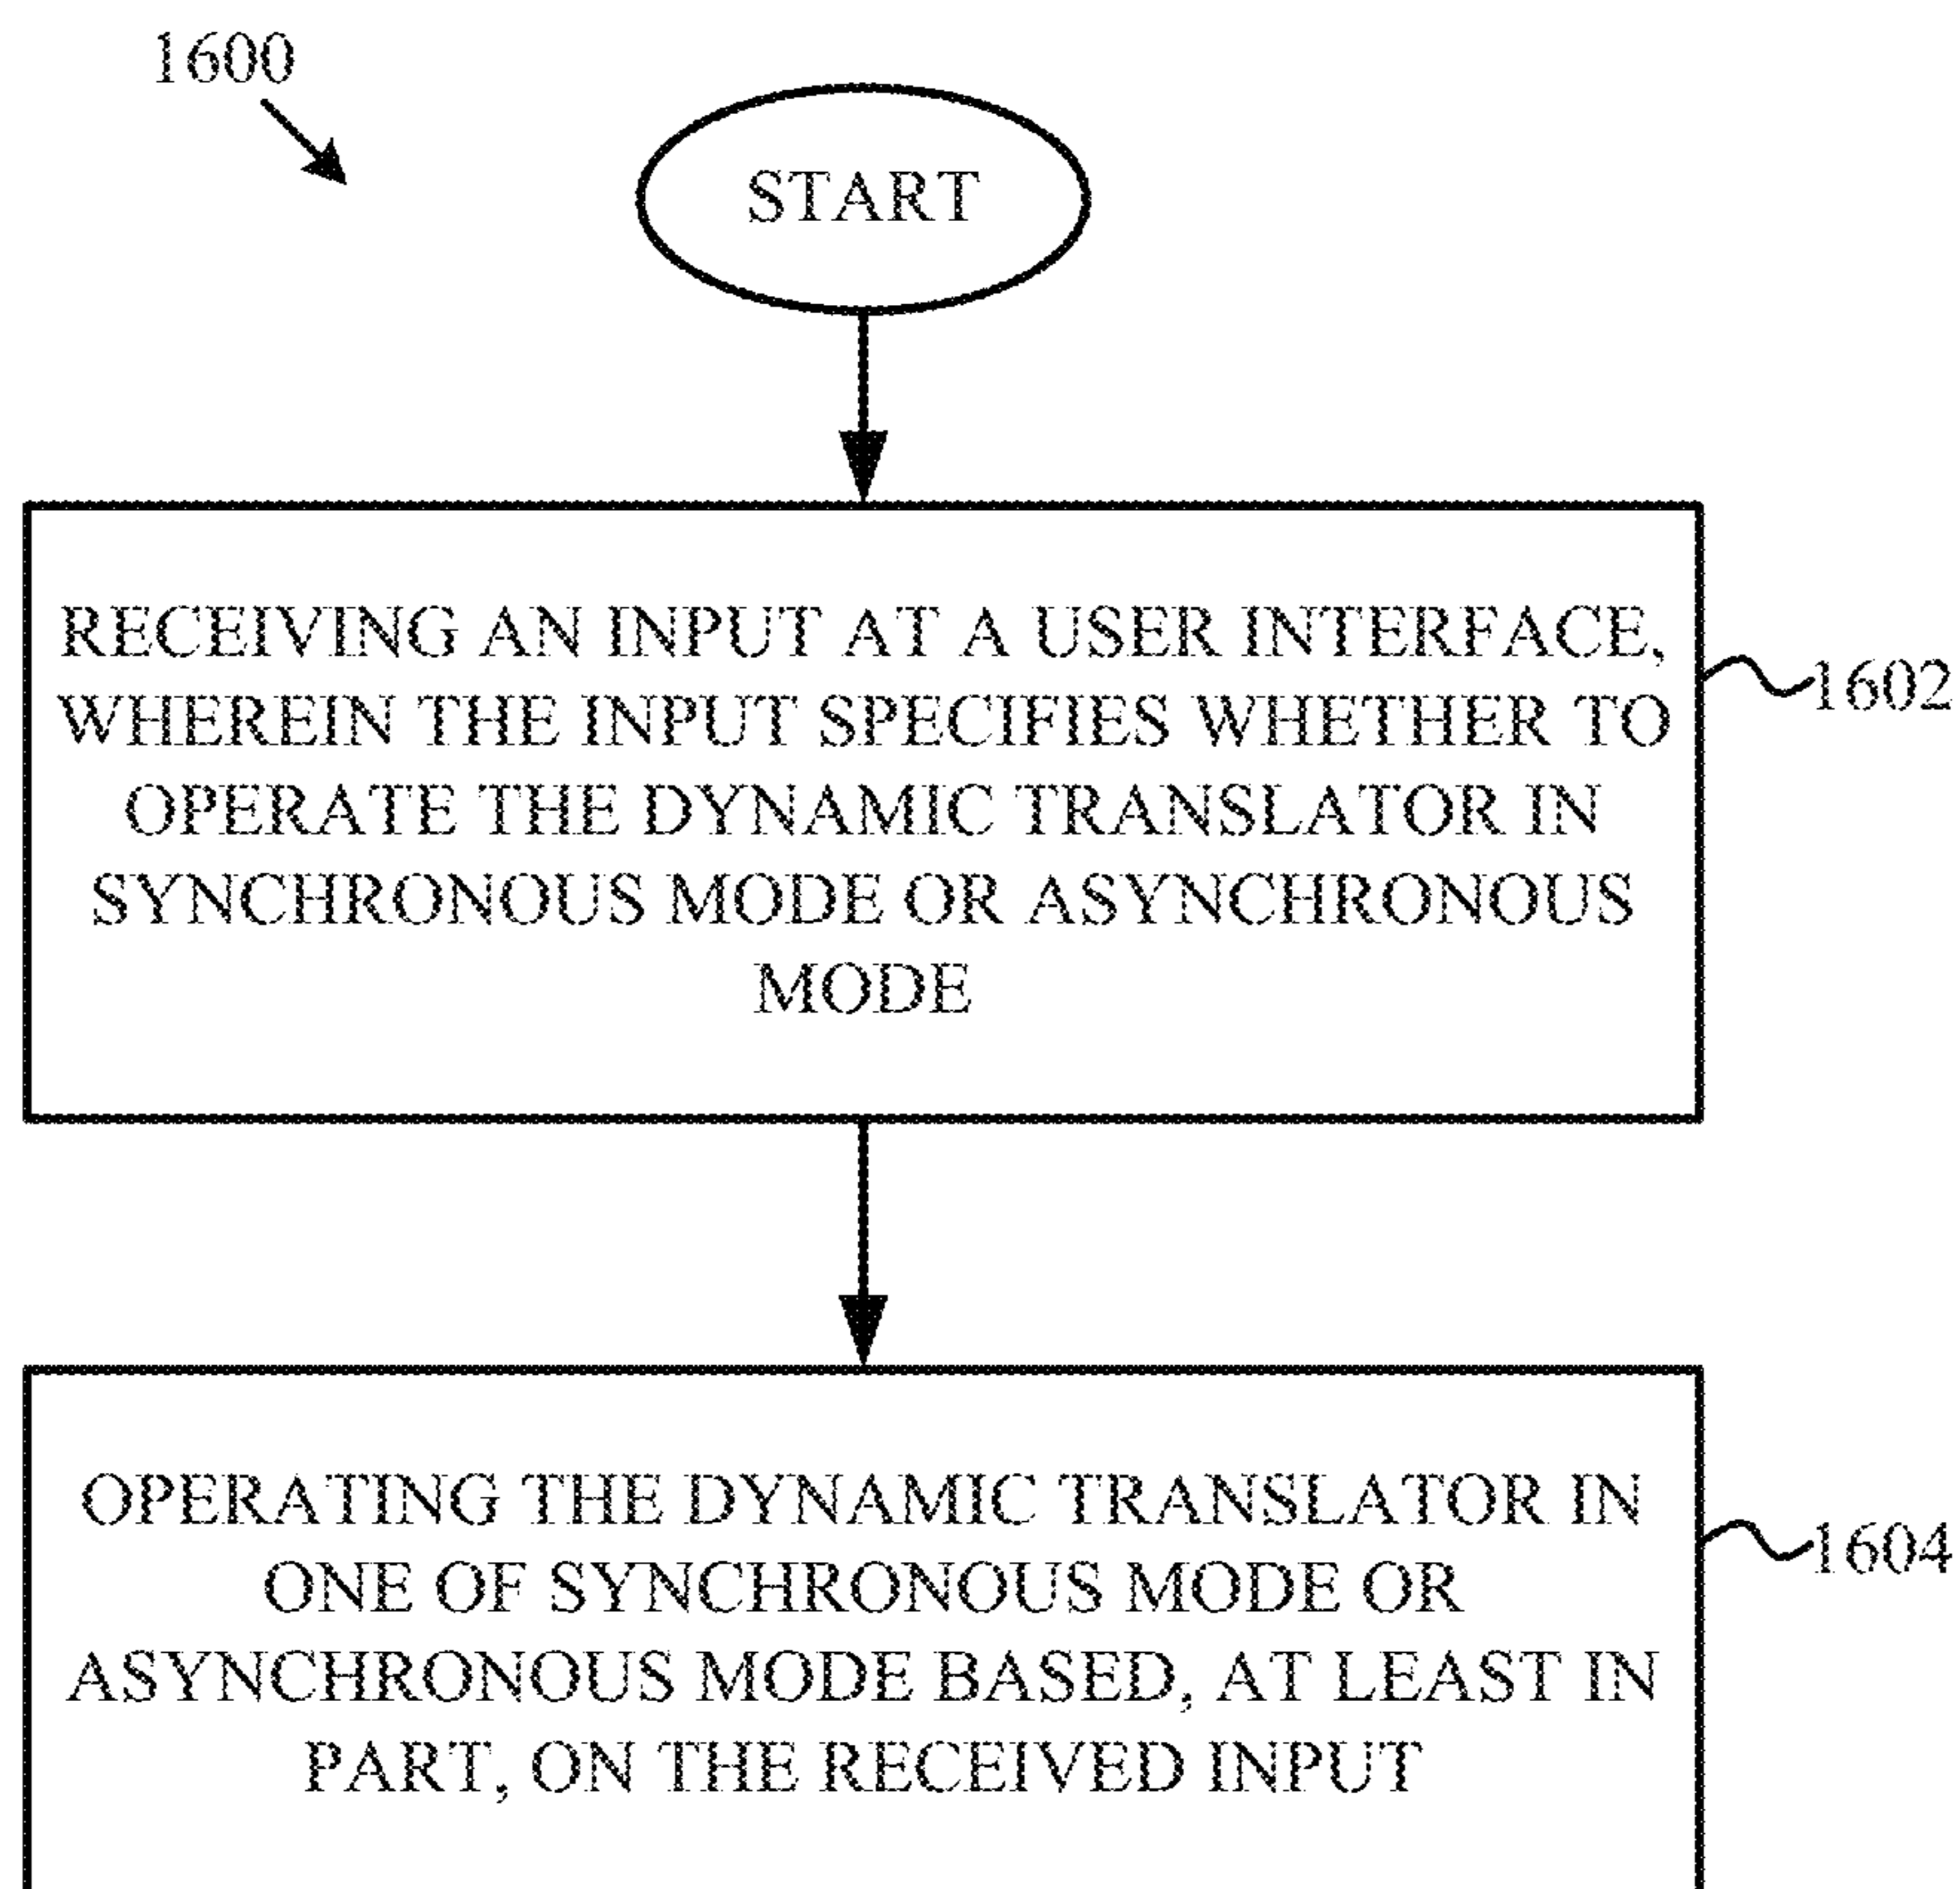 1600
START
RECEIVING AN INPUT AT A USER INTERFACE,
WHEREIN THE INPUT SPECIFIES WHETHER TO
OPERATE THE DYNAMIC TRANSLATOR IN
SYNCHRONOUS MODE OR ASYNCHRONOUS
MODE
1602
OPERATING THE DYNAMIC TRANSLATOR IN
ONE OF SYNCHRONOUS MODE OR
ASYNCHRONOUS MODE BASED, AT LEAST IN
PART, ON THE RECEIVED INPUT
1604